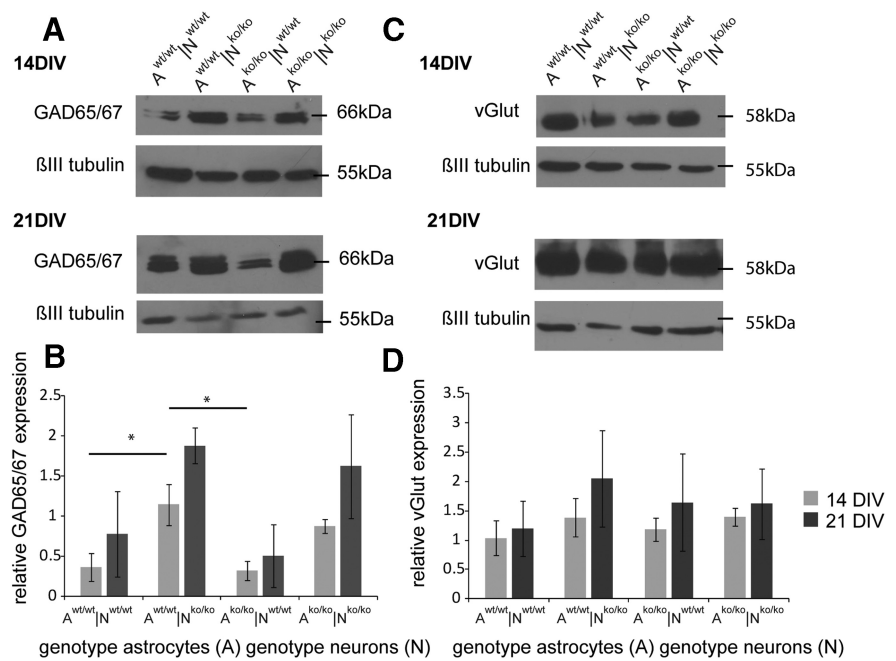 A
A wt/wt|N wt/wt
A wt/wt|N ko/ko
A ko/ko|N wt/wt
A ko/ko|N ko/ko
14DIV
GAD65/67
66kDa
ßIII tubulin
55kDa
21DIV
GAD65/67
66kDa
ßIII tubulin
55kDa
C
A wt/wt|N wt/wt
A wt/wt|N ko/ko
A ko/ko|N wt/wt
A ko/ko|N ko/ko
14DIV
vGlut
58kDa
ßIII tubulin
55kDa
21DIV
vGlut
58kDa
ßIII tubulin
55kDa
B
relative GAD65/67 expression
2.5
2
1.5
1
0.5
0
*
*
A wt/wt|N wt/wt
A wt/wt|N ko/ko
A ko/ko|N wt/wt
A ko/ko|N ko/ko
genotype astrocytes (A) genotype neurons (N)
D
relative vGlut expression
3.5
3
2.5
2
1.5
1
0.5
0
A wt/wt|N wt/wt
A wt/wt|N ko/ko
A ko/ko|N wt/wt
A ko/ko|N ko/ko
genotype astrocytes (A) genotype neurons (N)
14 DIV
21 DIV